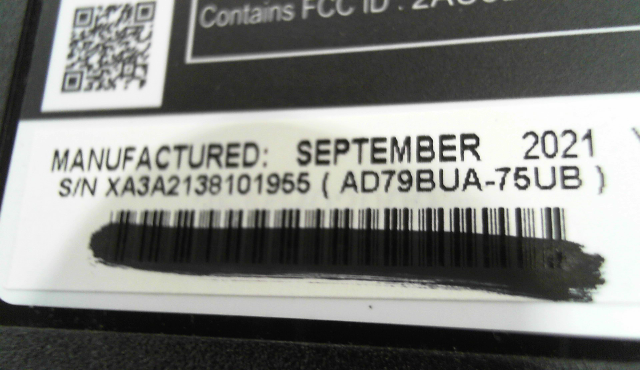 Contains FCC ID :
MANUFACTURED: SEPTEMBER 2021
S/N XA3A2138101955 ( AD79BUA-75UB )